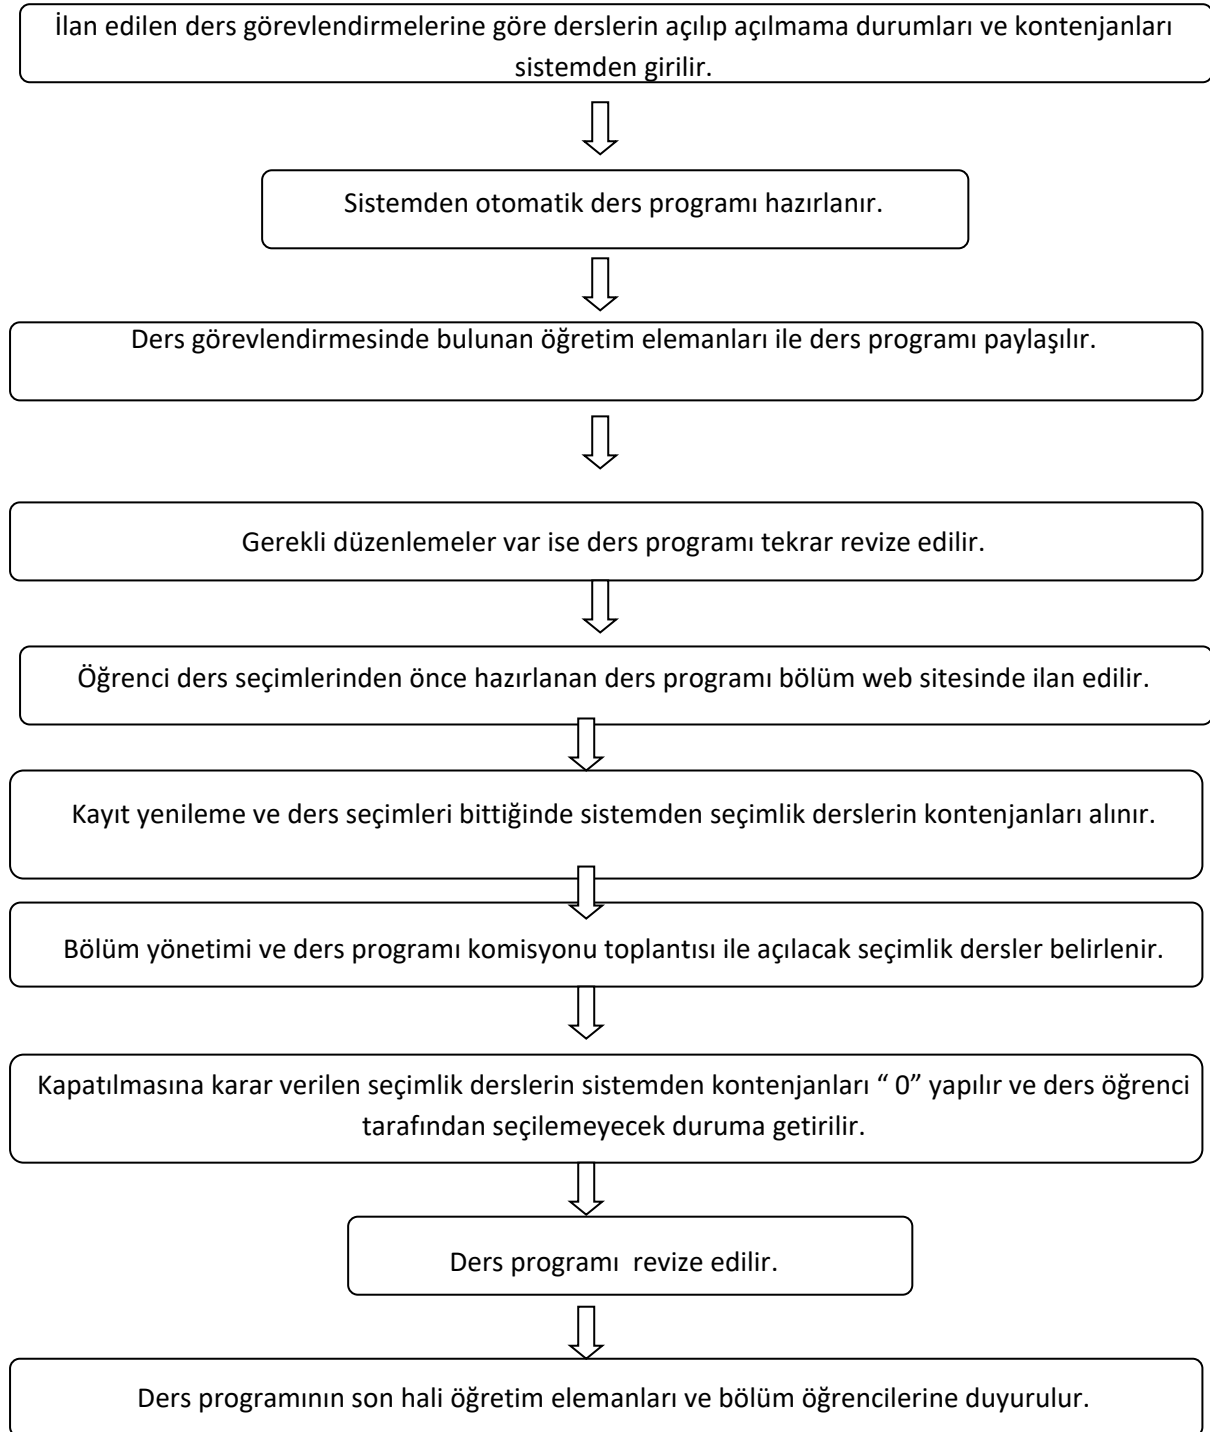 İlan edilen ders görevlendirmelerine göre derslerin açılıp açılmama durumları ve kontenjanları
sistemden girilir.
Sistemden otomatik ders programı hazırlanır.
Ders görevlendirmesinde bulunan öğretim elemanları ile ders programı paylaşılır.
Gerekli düzenlemeler var ise ders programı tekrar revize edilir.
Öğrenci ders seçimlerinden önce hazırlanan ders programı bölüm web sitesinde ilan edilir.
Kayıt yenileme ve ders seçimleri bittiğinde sistemden seçimlik derslerin kontenjanları alınır.
Bölüm yönetimi ve ders programı komisyonu toplantısı ile açılacak seçimlik dersler belirlenir.
Kapatılmasına karar verilen seçimlik derslerin sistemden kontenjanları “ 0” yapılır ve ders öğrenci
tarafından seçilemeyecek duruma getirilir.
Ders programı  revize edilir.
Ders programının son hali öğretim elemanları ve bölüm öğrencilerine duyurulur.